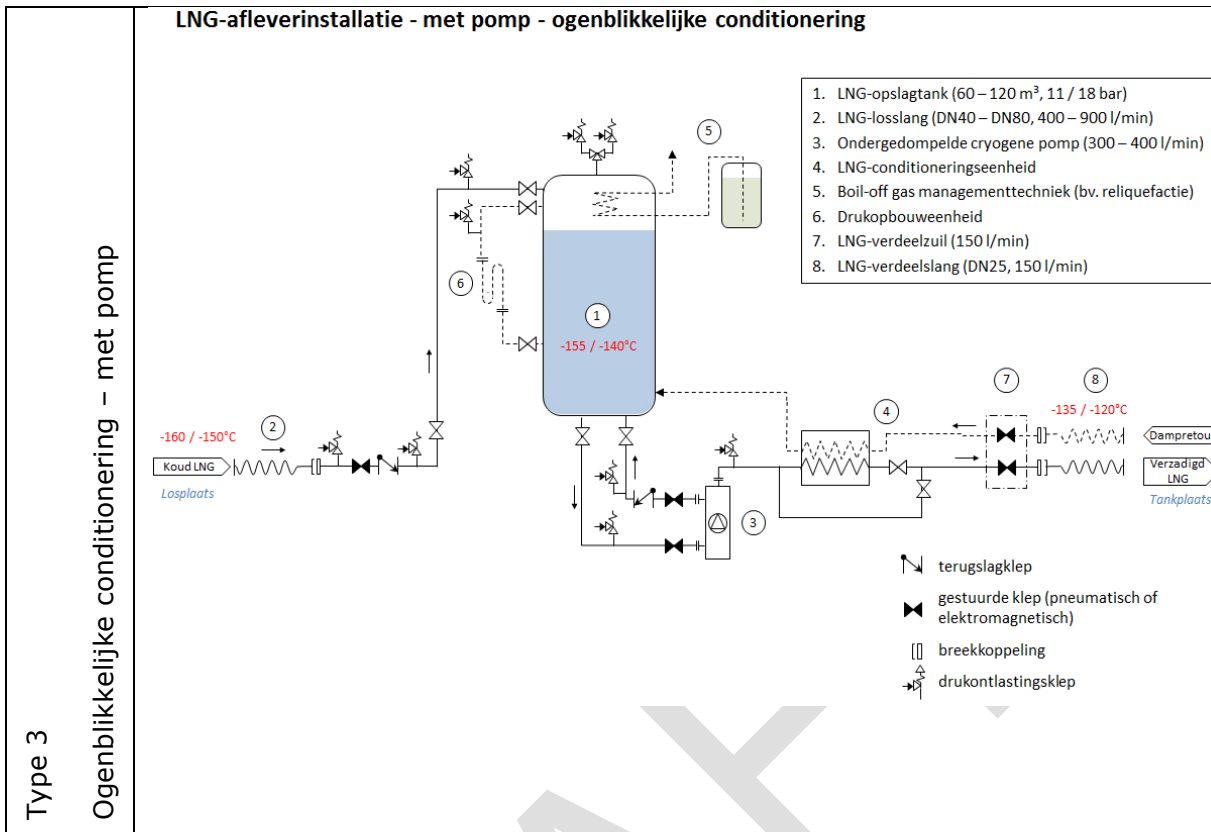 Type 3
Ogenblikkelijke conditionering – met pomp
LNG-afleverinstallatie - met pomp - ogenblikkelijke conditionering
1. LNG-opslagtank (60 – 120 m³, 11 / 18 bar)
2. LNG-losslang (DN40 – DN80, 400 – 900 l/min)
3. Ondergedompelde cryogene pomp (300 – 400 l/min)
4. LNG-conditioneringseenheid
5. Boil-off gas managementtechniek (bv. reliquefactie)
6. Drukopbouweenheid
7. LNG-verdeelzuil (150 l/min)
8. LNG-verdeelslang (DN25, 150 l/min)
5
6
1
-155 / -140°C
7
8
-135 / -120°C
4
2
-160 / -150°C
Koud LNG
Losplaats
Dampretour
Verzadigd
LNG
Tankplaats
3
terugslagklep
gestuurde klep (pneumatisch of
elektromagnetisch)
breekkoppeling
drukontlastingsklep